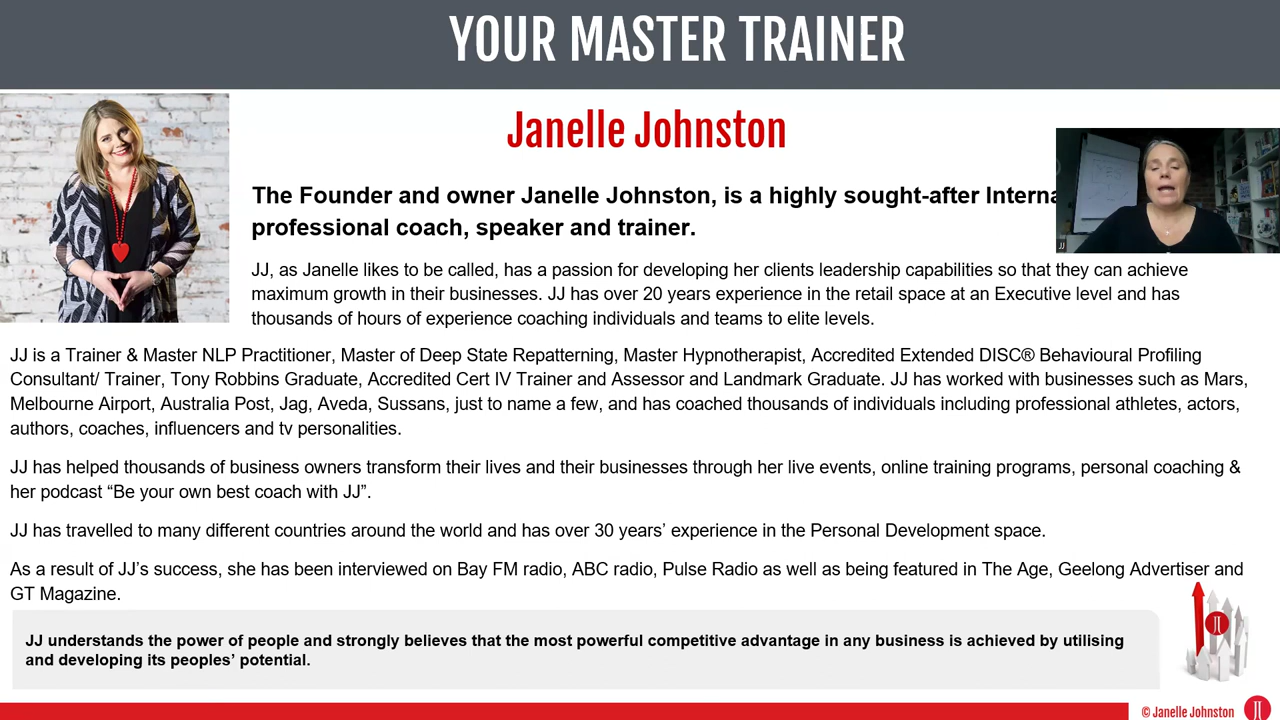 YOUR MASTER TRAINER
Janelle Johnston
The Founder and owner Janelle Johnston, is a highly sought-after
professional coach, speaker and trainer.
JJ
JJ, as Janelle likes to be called, has a passion for developing her clients leadership capabilities so that they can achieve
maximum growth in their businesses. JJ has over 20 years experience in the retail space at an Executive level and has
thousands of hours of experience coaching individuals and teams to elite levels.
JJ is a Trainer & Master NLP Practitioner, Master of Deep State Repatterning, Master Hypnotherapist, Accredited Extended DISC® Behavioural Profiling
Consultant/ Trainer, Tony Robbins Graduate, Accredited Cert IV Trainer and Assessor and Landmark Graduate. JJ has worked with businesses such as Mars,
Melbourne Airport, Australia Post, Jag, Aveda, Sussans, just to name a few, and has coached thousands of individuals including professional athletes, actors,
authors, coaches, influencers and tv personalities.
JJ has helped thousands of business owners transform their lives and their businesses through her live events, online training programs, personal coaching &
her podcast “Be your own best coach with JJ”.
JJ has travelled to many different countries around the world and has over 30 years’ experience in the Personal Development space.
As a result of JJ’s success, she has been interviewed on Bay FM radio, ABC radio, Pulse Radio as well as being featured in The Age, Geelong Advertiser and
GT Magazine.
JJ understands the power of people and strongly believes that the most powerful competitive advantage in any business is achieved by utilising
and developing its peoples’ potential.
© Janelle Johnston